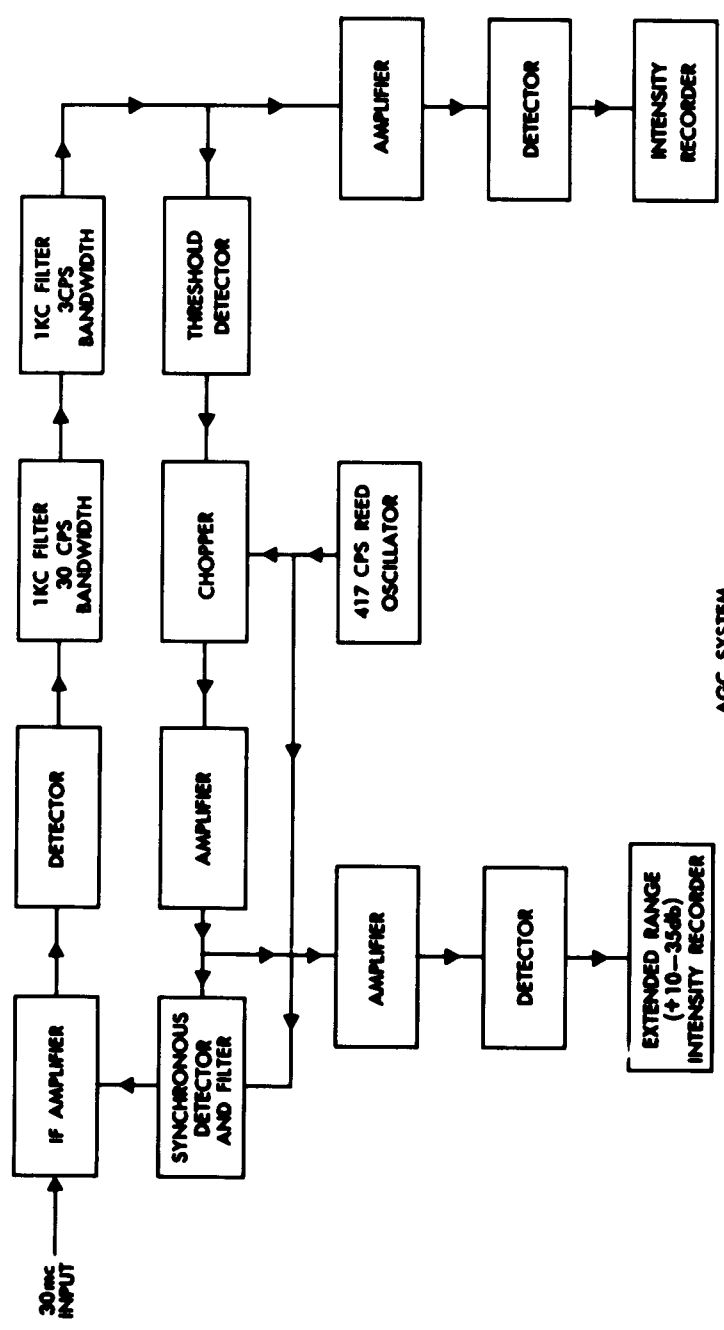 30mc
INPUT
IF AMPLIFIER
DETECTOR
1KC FILTER
30 CPS
BANDWIDTH
1KC FILTER
3CPS
BANDWIDTH
SYNCHRONOUS
DETECTOR
AND FILTER
AMPLIFIER
CHOPPER
THRESHOLD
DETECTOR
AMPLIFIER
417 CPS REED
OSCILLATOR
AMPLIFIER
DETECTOR
DETECTOR
EXTENDED RANGE
(+10-35db)
INTENSITY RECORDER
INTENSITY
RECORDER
AGC SYSTEM